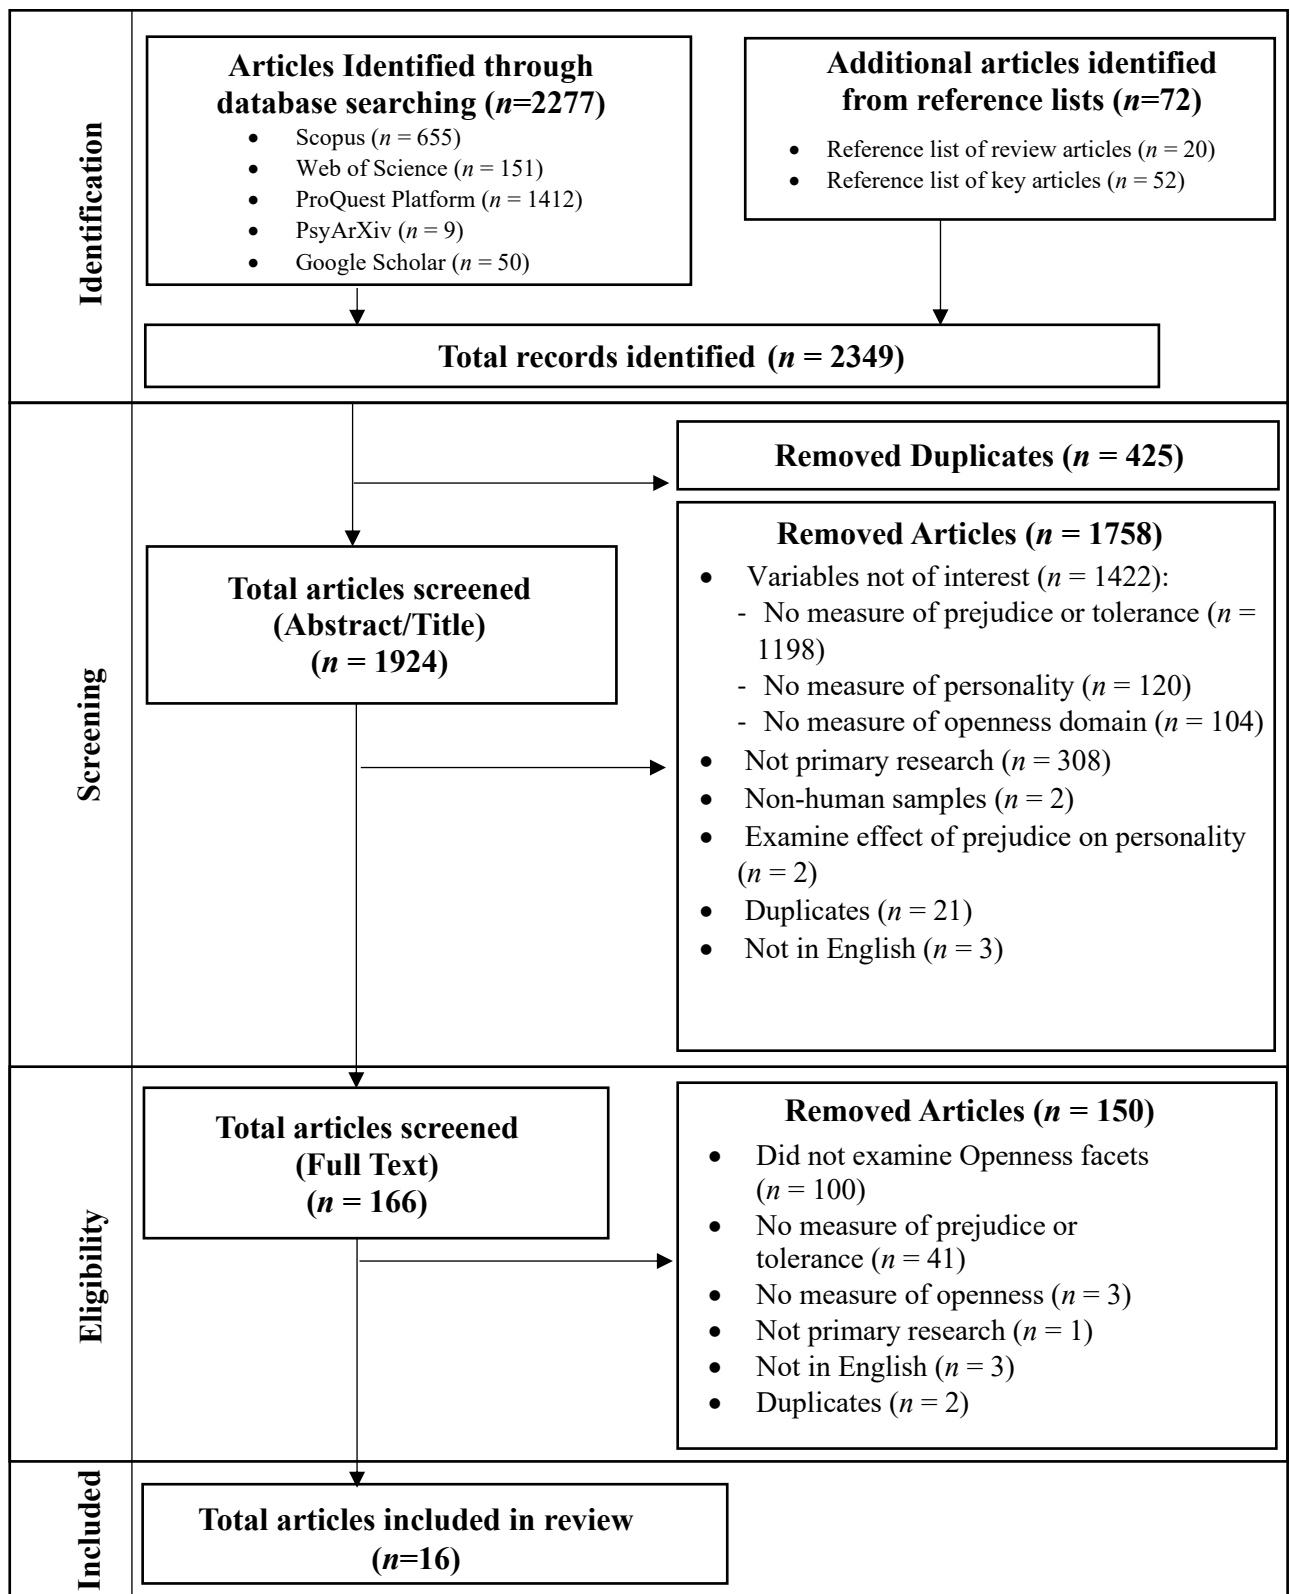 Identification
Articles Identified through
database searching (n=2277)
• Scopus (n = 655)
• Web of Science (n = 151)
• ProQuest Platform (n = 1412)
• PsyArXiv (n = 9)
• Google Scholar (n = 50)
Additional articles identified
from reference lists (n=72)
• Reference list of review articles (n = 20)
• Reference list of key articles (n = 52)
Total records identified (n = 2349)
Screening
Removed Duplicates (n = 425)
Total articles screened
(Abstract/Title)
(n = 1924)
Removed Articles (n = 1758)
• Variables not of interest (n = 1422):
- No measure of prejudice or tolerance (n =
1198)
- No measure of personality (n = 120)
- No measure of openness domain (n = 104)
• Not primary research (n = 308)
• Non-human samples (n = 2)
• Examine effect of prejudice on personality
(n = 2)
• Duplicates (n = 21)
• Not in English (n = 3)
Eligibility
Total articles screened
(Full Text)
(n = 166)
Removed Articles (n = 150)
• Did not examine Openness facets
(n = 100)
• No measure of prejudice or
tolerance (n = 41)
• No measure of openness (n = 3)
• Not primary research (n = 1)
• Not in English (n = 3)
• Duplicates (n = 2)
Included
Total articles included in review
(n=16)